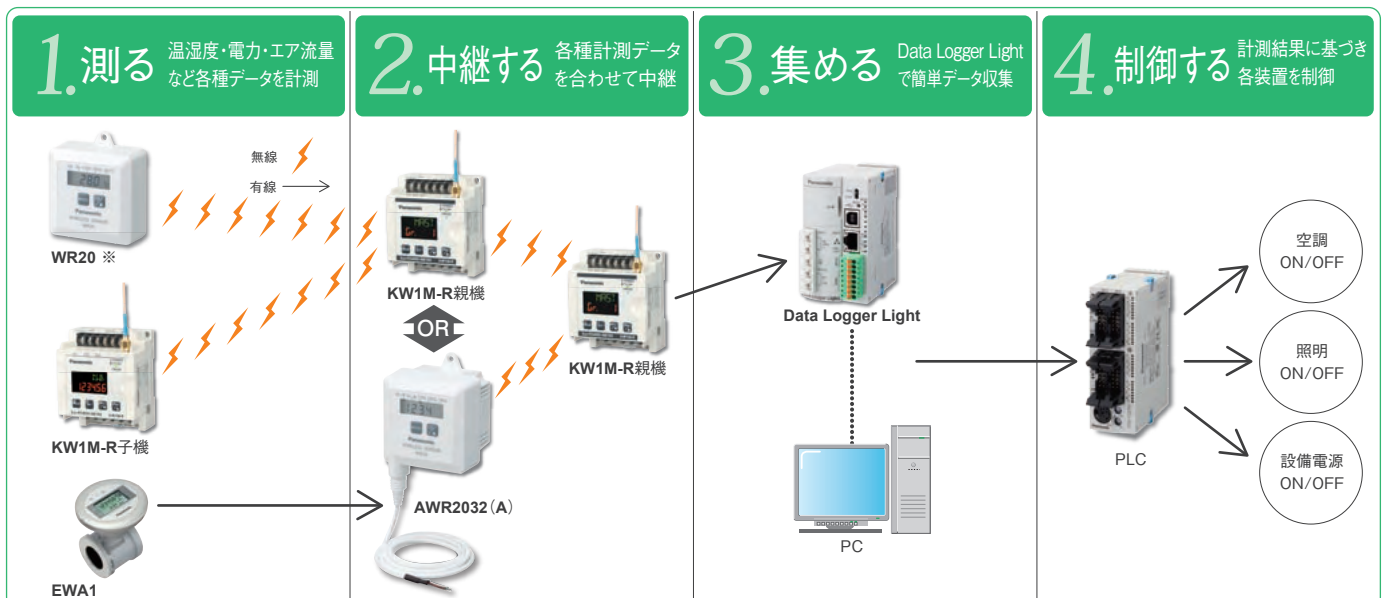 1.測る
温湿度・電力・エア流量
など各種データを計測
2.中継する
各種計測データ
を合わせて中継
3.集める
Data Logger Light
で簡単データ収集
4.制御する
計測結果に基づき
各装置を制御
無線
有線
WR20 ※
KW1M-R子機
EWA1
KW1M-R親機
OR
AWR2032(A)
KW1M-R親機
Data Logger Light
PC
PLC
空調
ON/OFF
照明
ON/OFF
設備電源
ON/OFF
Panasonic
Panasonic
Panasonic
123456
1234